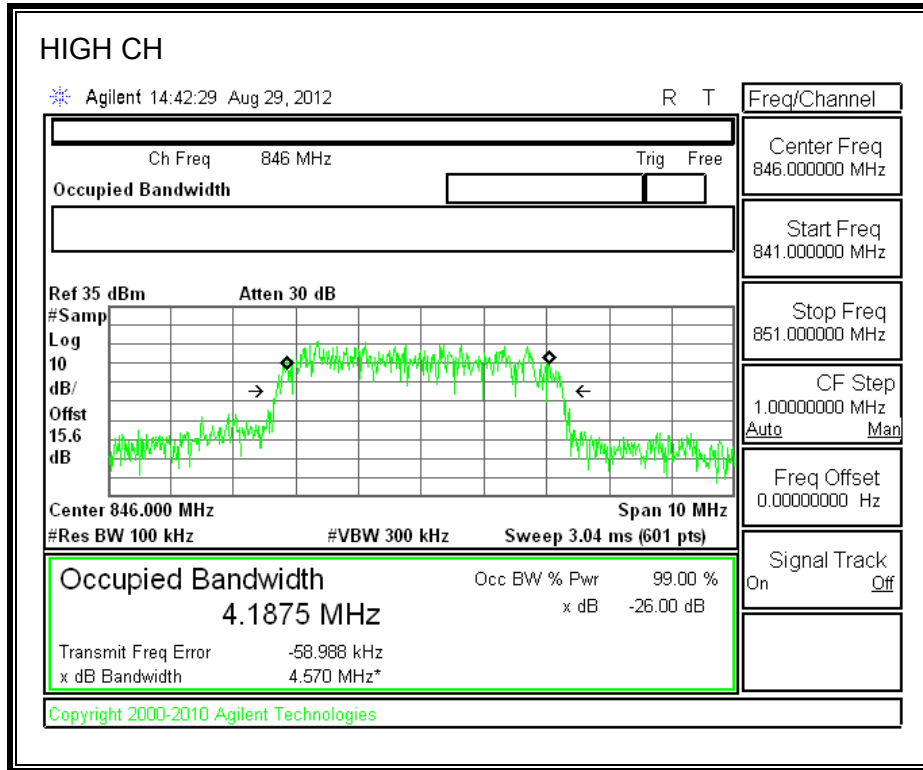 HIGH CH
Agilent 14:42:29 Aug 29, 2012 R T
Freq/Channel
Ch Freq 846 MHz Trig Free
Occupied Bandwidth
Center Freq
846.000000 MHz
Start Freq
841.000000 MHz
Stop Freq
851.000000 MHz
CF Step
1.00000000 MHz
Auto Man
Freq Offset
0.00000000 Hz
Signal Track
On Off
Ref 35 dBm Atten 30 dB
#Samp
Log
10
dB/
Offst
15.6
dB
Center 846.000 MHz Span 10 MHz
#Res BW 100 kHz #VBW 300 kHz Sweep 3.04 ms (601 pts)
Occupied Bandwidth Occ BW % Pwr 99.00 %
4.1875 MHz x dB -26.00 dB
Transmit Freq Error -58.988 kHz
x dB Bandwidth 4.570 MHz*
Copyright 2000-2010 Agilent Technologies